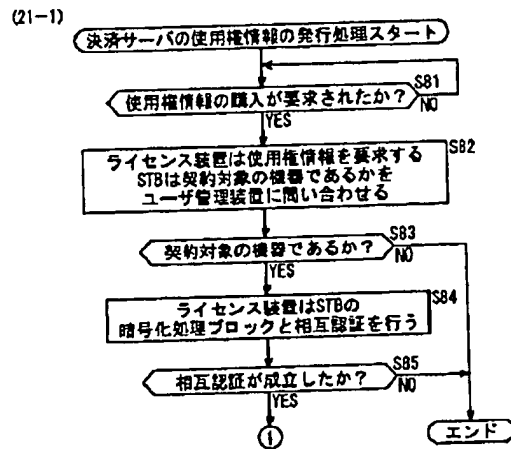 (21-1)
決済サーバの使用権情報の発行処理スタート
S81
使用権情報の購入が要求されたか？
NO
YES
S82
ライセンス装置は使用権情報を要求する
STBは契約対象の機器であるかを
ユーザ管理装置に問い合わせる
S83
契約対象の機器であるか？
NO
YES
S84
ライセンス装置はSTBの
暗号化処理ブロックと相互認証を行う
S85
相互認証が成立したか？
NO
YES
①
エンド